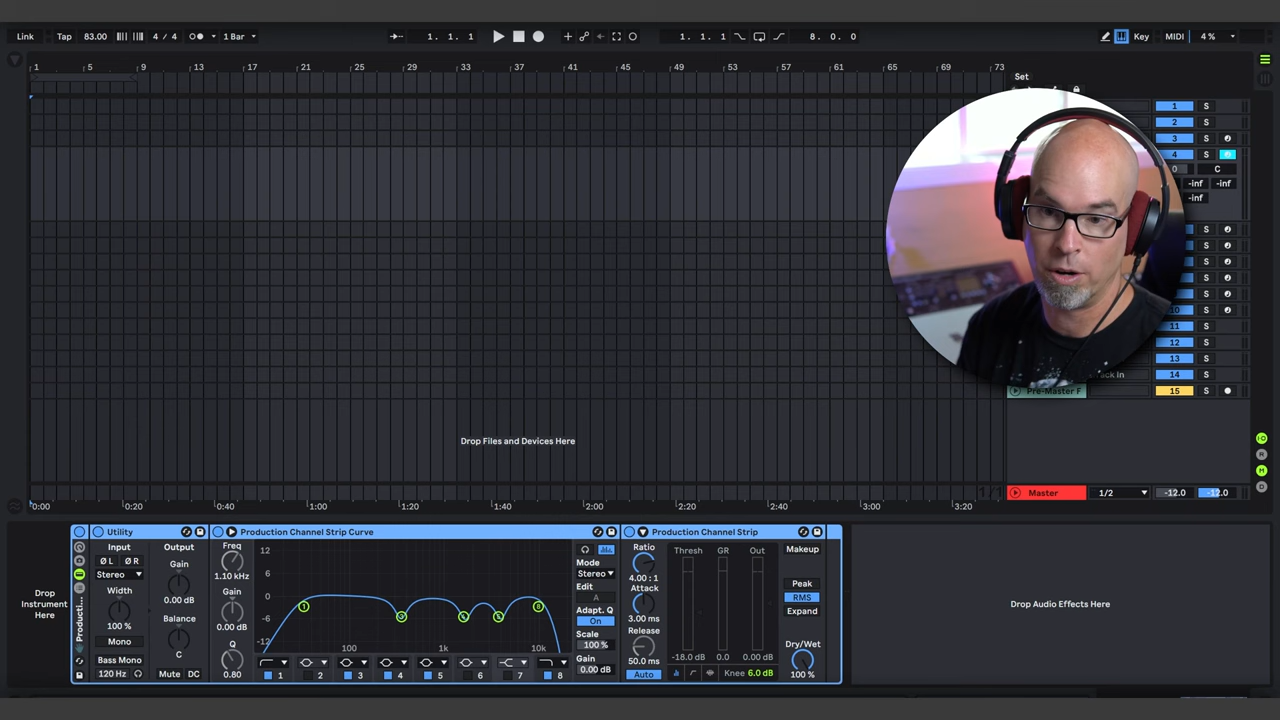 Link Tap 83.00 4 / 4 1 Bar 1. 1. 1 1. 1. 1 8. 0. 0 Key MIDI 4 %
1 5 9 13 17 21 25 29 33 37 41 45 49 53 57 61 65 69 73
Set
1 S
2 S
3 S
4 S
0 C
-inf -inf
-inf
S
S
S
S
S
10 S
11 S
12 S
13 S
Track In 14 S
Pre-Master F 15 S
Drop Files and Devices Here
1/1
Master 1/2 -12.0 -12.0
0:00 0:20 0:40 1:00 1:20 1:40 2:00 2:20 2:40 3:00 3:20
Drop Instrument Here
Producti
Utility
Input Output
Ø L Ø R Gain
Stereo
Width 0.00 dB
100 % Balance
Mono
Bass Mono C
120 Hz Mute DC
Production Channel Strip Curve
Freq
1.10 kHz
Gain
0.00 dB
Q
0.80
12
6
0
-6
-12
100 1k 10k
1 2 3 4 5 6 7 8
Mode
Stereo
Edit
A
Adapt. Q
On
Scale
100 %
Gain
0.00 dB
Production Channel Strip
Ratio
4.00 : 1
Attack
3.00 ms
Release
50.0 ms
Auto
Thresh GR Out
-18.0 dB 0.0 0.00 dB
Knee 6.0 dB
Makeup
Peak
RMS
Expand
Dry/Wet
100 %
Drop Audio Effects Here
IO
R
M
D